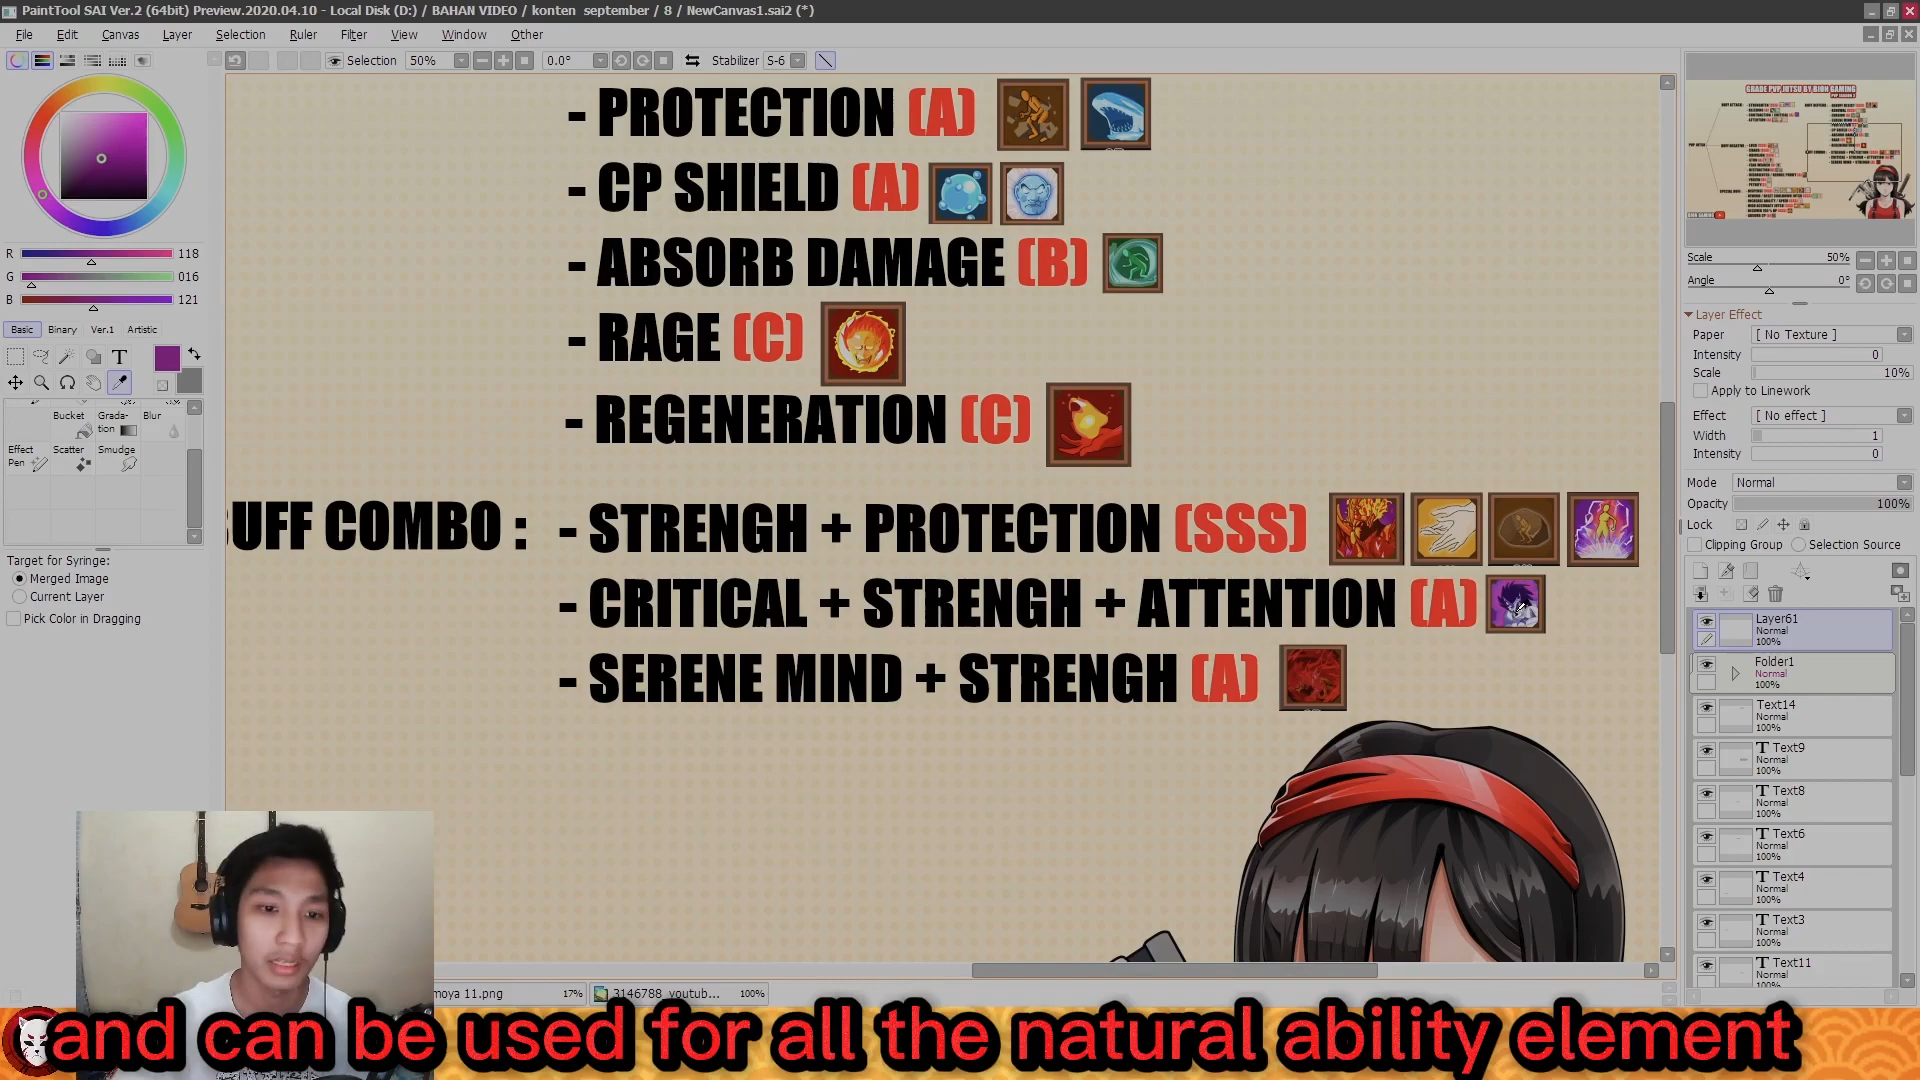 PaintTool SAI Ver.2 (64bit) Preview.2020.04.10 - Local Disk (D:) / BAHAN VIDEO / konten september / 8 / NewCanvas1.sai2 (*)
File Edit Canvas Layer Selection Ruler Filter View Window Other
Selection 50% 0.0° Stabilizer S-6
R 118
G 016
B 121
Basic Binary Ver.1 Artistic
T
Bucket Grada-tion Blur
Effect Pen Scatter Smudge
Target for Syringe:
Merged Image
Current Layer
Pick Color in Dragging
- PROTECTION (A)
- CP SHIELD (A)
- ABSORB DAMAGE (B)
- RAGE (C)
- REGENERATION (C)
BUFF COMBO : - STRENGH + PROTECTION (SSS)
- CRITICAL + STRENGH + ATTENTION (A)
- SERENE MIND + STRENGH (A)
GRADE PVP JUTSU BY BION GAMING
Scale 50%
Angle 0°
Layer Effect
Paper [ No Texture ]
Intensity 0
Scale 10%
Apply to Linework
Effect [ No effect ]
Width 1
Intensity 0
Mode Normal
Opacity 100%
Lock
Clipping Group Selection Source
Layer61
Normal
100%
Folder1
Normal
100%
Text14
Normal
100%
T Text9
Normal
100%
T Text8
Normal
100%
T Text6
Normal
100%
T Text4
Normal
100%
T Text3
Normal
100%
T Text11
Normal
100%
moya 11.png 17% 3146788_youtub... 100%
and can be used for all the natural ability element